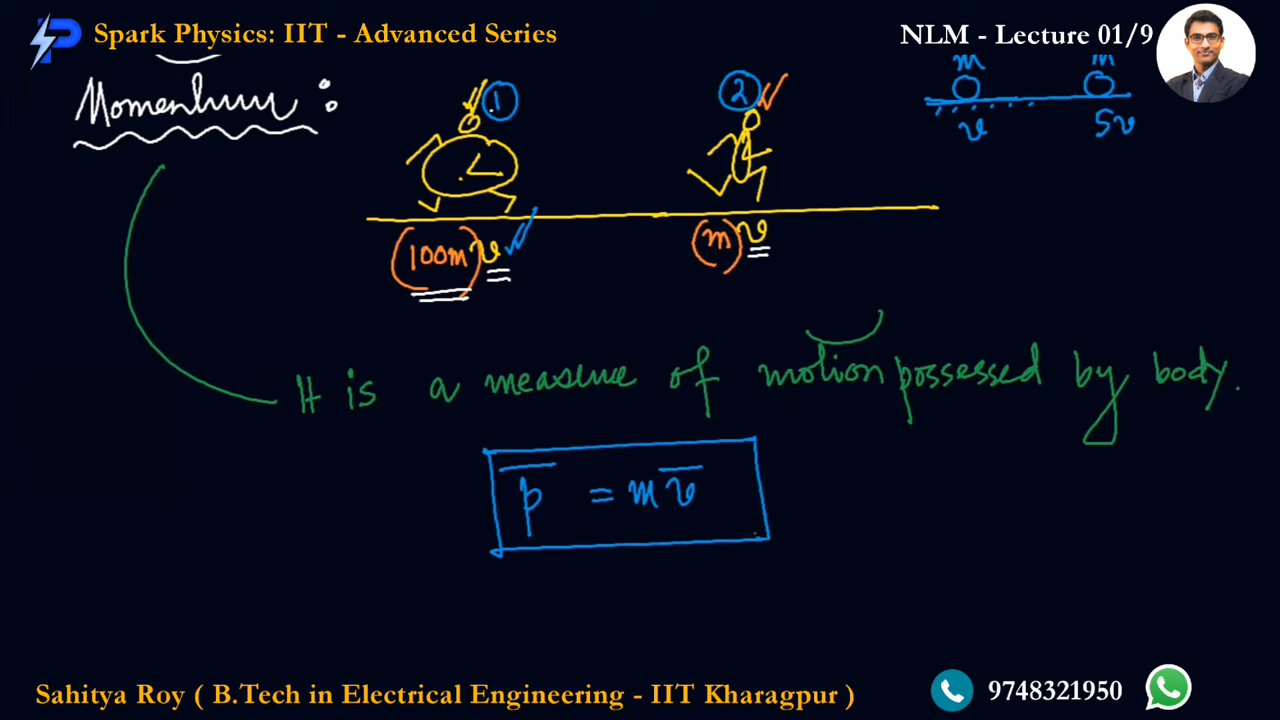 Spark Physics: IIT - Advanced Series
NLM - Lecture 01/9
Momentum :
1
2
m
m
v
5v
(100m)v
(m)v
It is a measure of motion possessed by body.
p = mv
Sahitya Roy ( B.Tech in Electrical Engineering - IIT Kharagpur )
9748321950